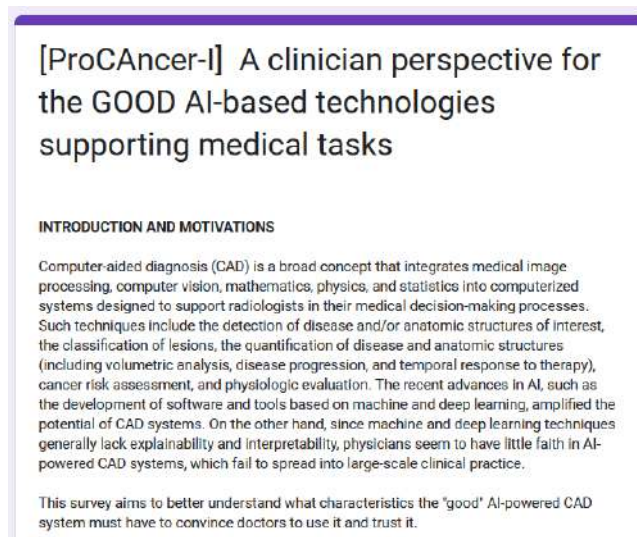 [ProCAncer-I]  A clinician perspective for
the GOOD AI-based technologies
supporting medical tasks
INTRODUCTION AND MOTIVATIONS
Computer-aided diagnosis (CAD) is a broad concept that integrates medical image
processing, computer vision, mathematics, physics, and statistics into computerized
systems designed to support radiologists in their medical decision-making processes.
Such techniques include the detection of disease and/or anatomic structures of interest,
the classification of lesions, the quantification of disease and anatomic structures
(including volumetric analysis, disease progression, and temporal response to therapy),
cancer risk assessment, and physiologic evaluation. The recent advances in AI, such as
the development of software and tools based on machine and deep learning, amplified the
potential of CAD systems. On the other hand, since machine and deep learning techniques
generally lack explainability and interpretability, physicians seem to have little faith in AI-
powered CAD systems, which fail to spread into large-scale clinical practice.
This survey aims to better understand what characteristics the "good" AI-powered CAD
system must have to convince doctors to use it and trust it.